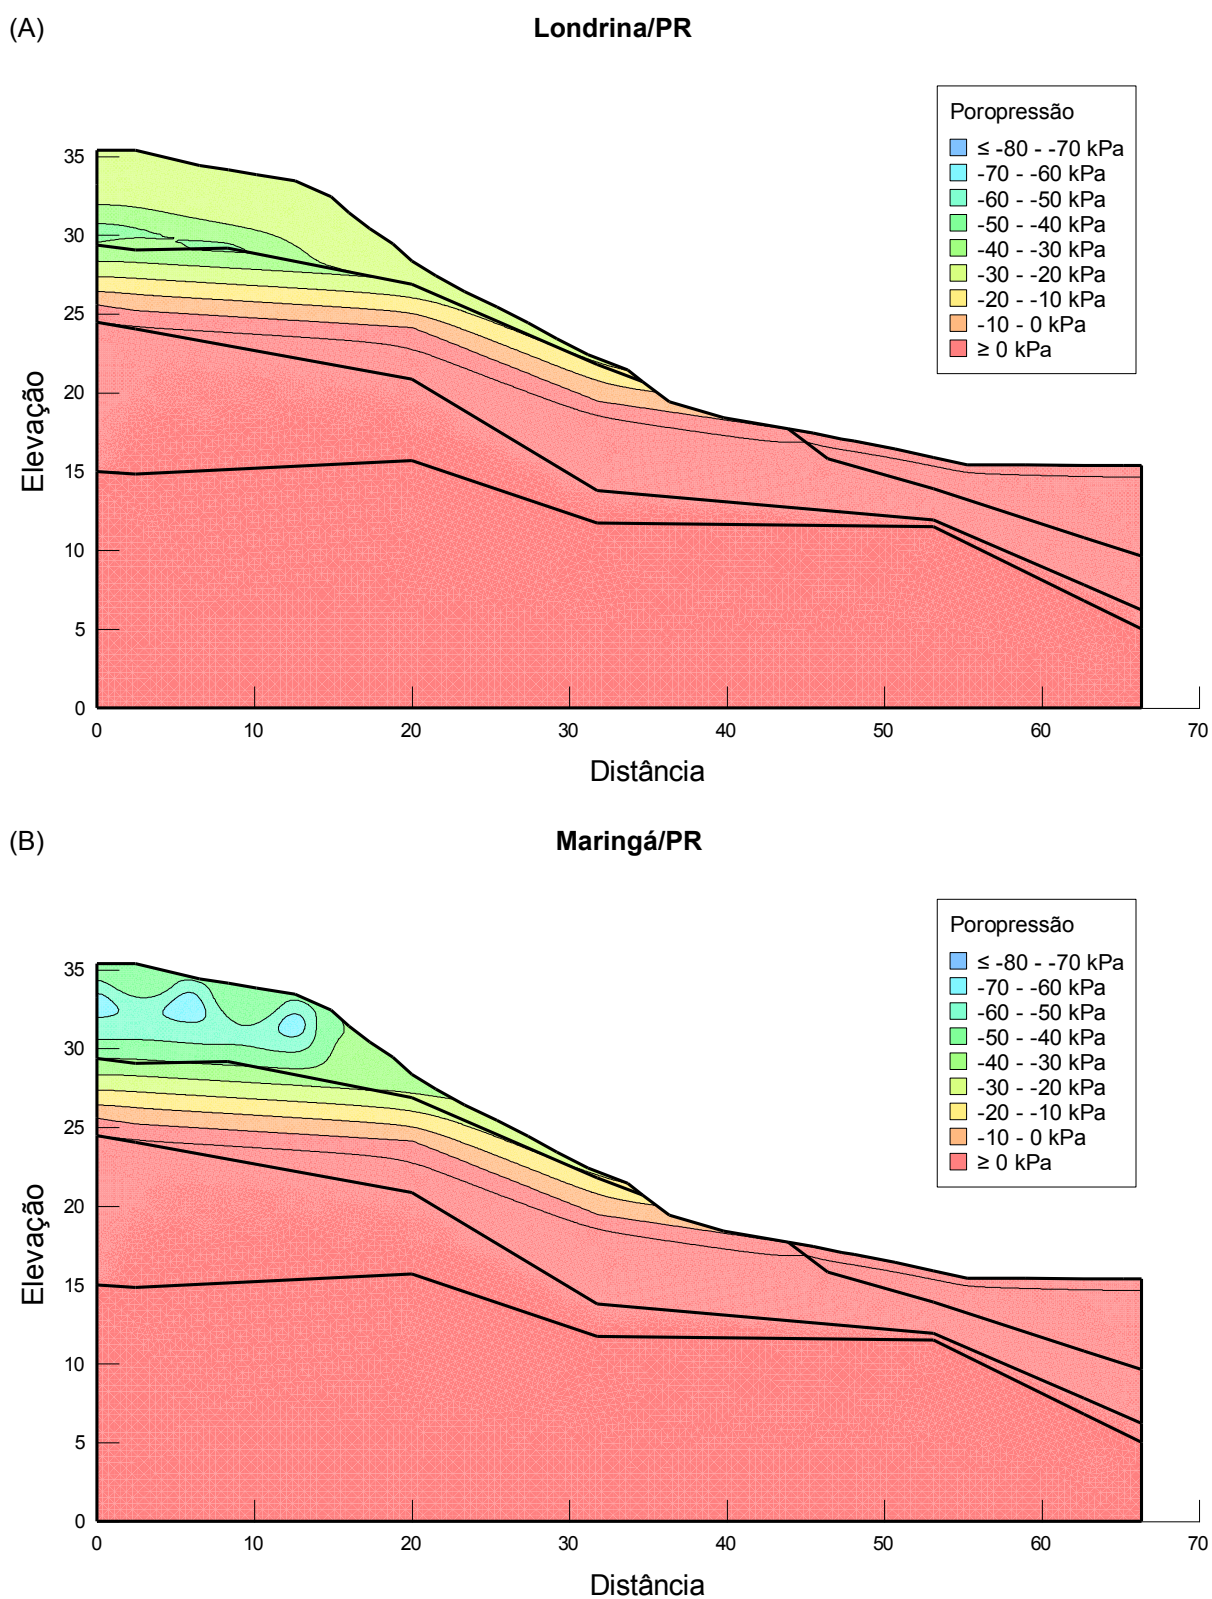 (A)
Londrina/PR
Poropressão
≤ -80 - -70 kPa
-70 - -60 kPa
-60 - -50 kPa
-50 - -40 kPa
-40 - -30 kPa
-30 - -20 kPa
-20 - -10 kPa
-10 - 0 kPa
≥ 0 kPa
35
30
25
20
15
10
5
0
Elevação
0 10 20 30 40 50 60 70
Distância
(B)
Maringá/PR
Poropressão
≤ -80 - -70 kPa
-70 - -60 kPa
-60 - -50 kPa
-50 - -40 kPa
-40 - -30 kPa
-30 - -20 kPa
-20 - -10 kPa
-10 - 0 kPa
≥ 0 kPa
35
30
25
20
15
10
5
0
Elevação
0 10 20 30 40 50 60 70
Distância